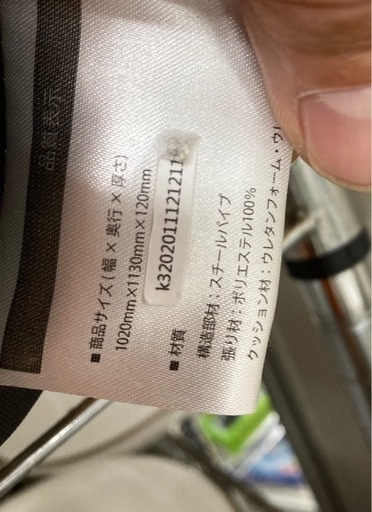 品質表示
■ 商品サイズ ( 幅 × 奥行 × 厚さ)
1020mm×1130mm×120mm
k3202011121211
■ 材質
構造部材：スチールパイプ
張り材：ポリエステル100%
クッション材：ウレタンフォーム・ウレ